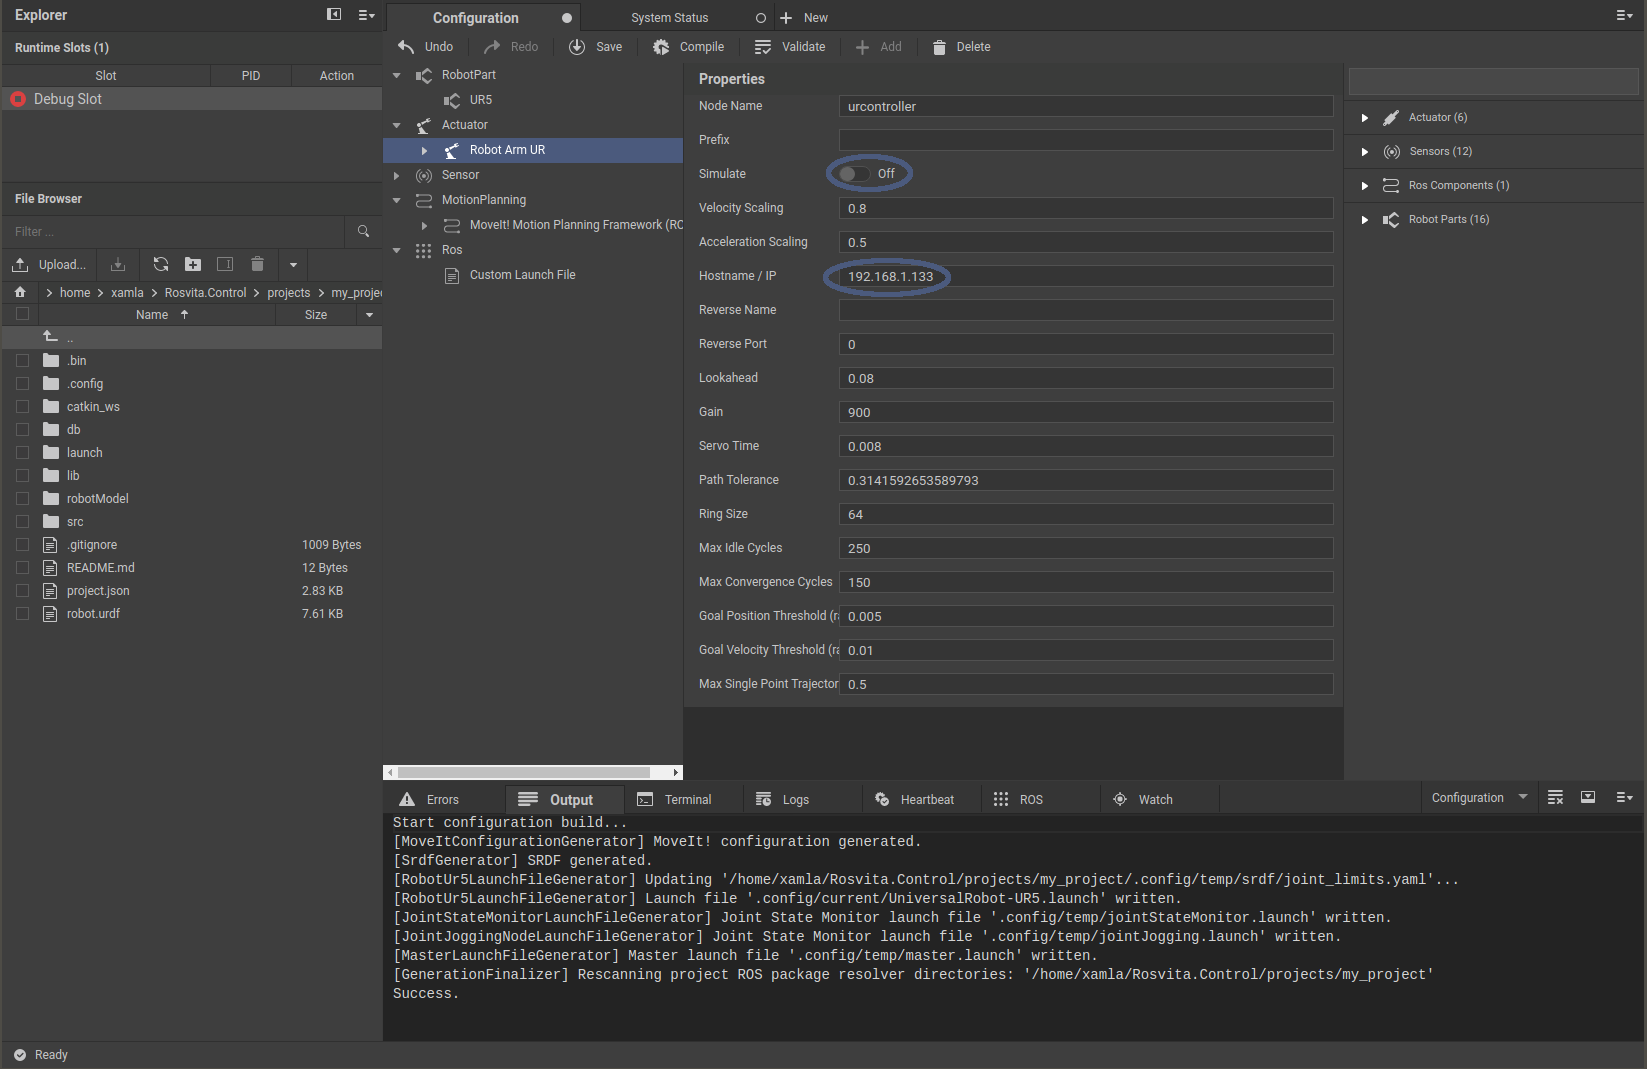 Explorer
Runtime Slots (1)
Slot PID Action
Debug Slot
File Browser
Filter ...
Upload...
home xamla Rosvita.Control projects my_projec
Name Size
..
.bin
.config
catkin_ws
db
launch
lib
robotModel
src
.gitignore 1009 Bytes
README.md 12 Bytes
project.json 2.83 KB
robot.urdf 7.61 KB
Configuration System Status New
Undo Redo Save Compile Validate Add Delete
RobotPart
UR5
Actuator
Robot Arm UR
Sensor
MotionPlanning
MoveIt! Motion Planning Framework (RO
Ros
Custom Launch File
Properties
Node Name urcontroller
Prefix
Simulate Off
Velocity Scaling 0.8
Acceleration Scaling 0.5
Hostname / IP 192.168.1.133
Reverse Name
Reverse Port 0
Lookahead 0.08
Gain 900
Servo Time 0.008
Path Tolerance 0.3141592653589793
Ring Size 64
Max Idle Cycles 250
Max Convergence Cycles 150
Goal Position Threshold (ra 0.005
Goal Velocity Threshold (ra 0.01
Max Single Point Trajector 0.5
Actuator (6)
Sensors (12)
Ros Components (1)
Robot Parts (16)
Errors Output Terminal Logs Heartbeat ROS Watch Configuration
Start configuration build...
[MoveItConfigurationGenerator] MoveIt! configuration generated.
[SrdfGenerator] SRDF generated.
[RobotUr5LaunchFileGenerator] Updating '/home/xamla/Rosvita.Control/projects/my_project/.config/temp/srdf/joint_limits.yaml'...
[RobotUr5LaunchFileGenerator] Launch file '.config/current/UniversalRobot-UR5.launch' written.
[JointStateMonitorLaunchFileGenerator] Joint State Monitor launch file '.config/temp/jointStateMonitor.launch' written.
[JointJoggingNodeLaunchFileGenerator] Joint State Monitor launch file '.config/temp/jointJogging.launch' written.
[MasterLaunchFileGenerator] Master launch file '.config/temp/master.launch' written.
[GenerationFinalizer] Rescanning project ROS package resolver directories: '/home/xamla/Rosvita.Control/projects/my_project'
Success.
Ready